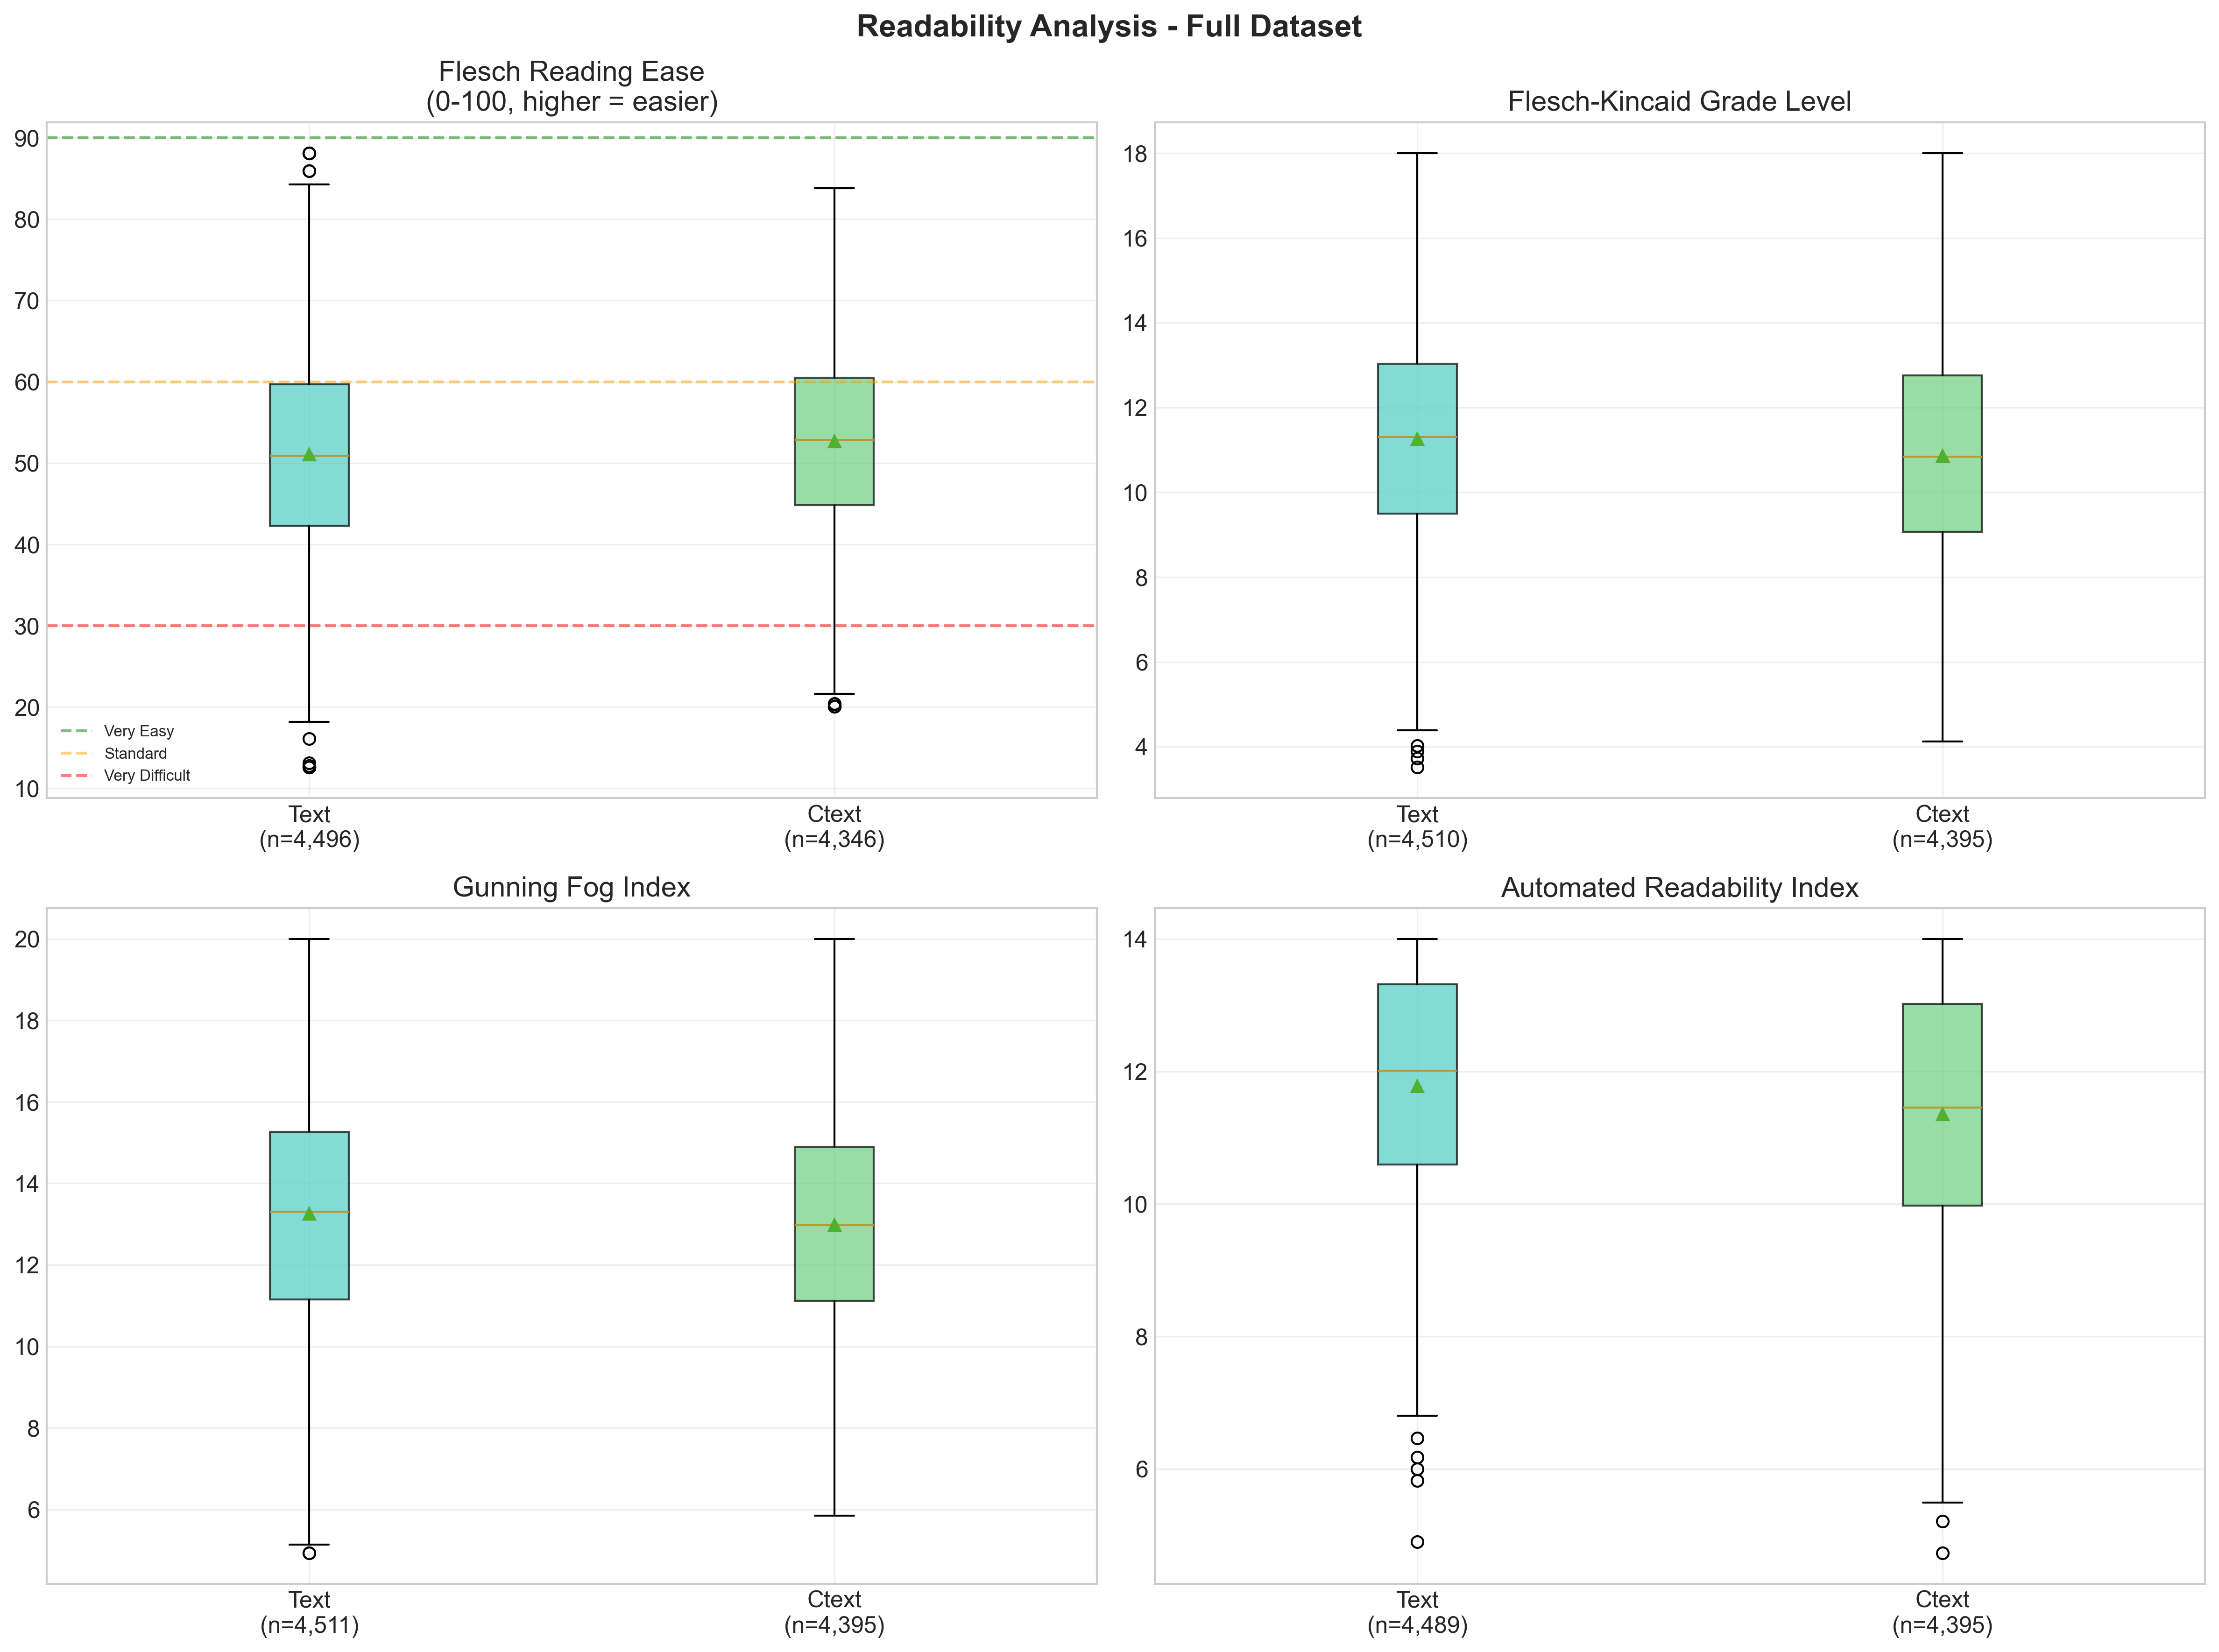 Readability Analysis - Full Dataset
Flesch Reading Ease
(0-100, higher = easier)
90
80
70
60
50
40
30
20
10
Very Easy
Standard
Very Difficult
Text
(n=4,496)
Ctext
(n=4,346)
Flesch-Kincaid Grade Level
18
16
14
12
10
8
6
4
Text
(n=4,510)
Ctext
(n=4,395)
Gunning Fog Index
20
18
16
14
12
10
8
6
Text
(n=4,511)
Ctext
(n=4,395)
Automated Readability Index
14
12
10
8
6
Text
(n=4,489)
Ctext
(n=4,395)